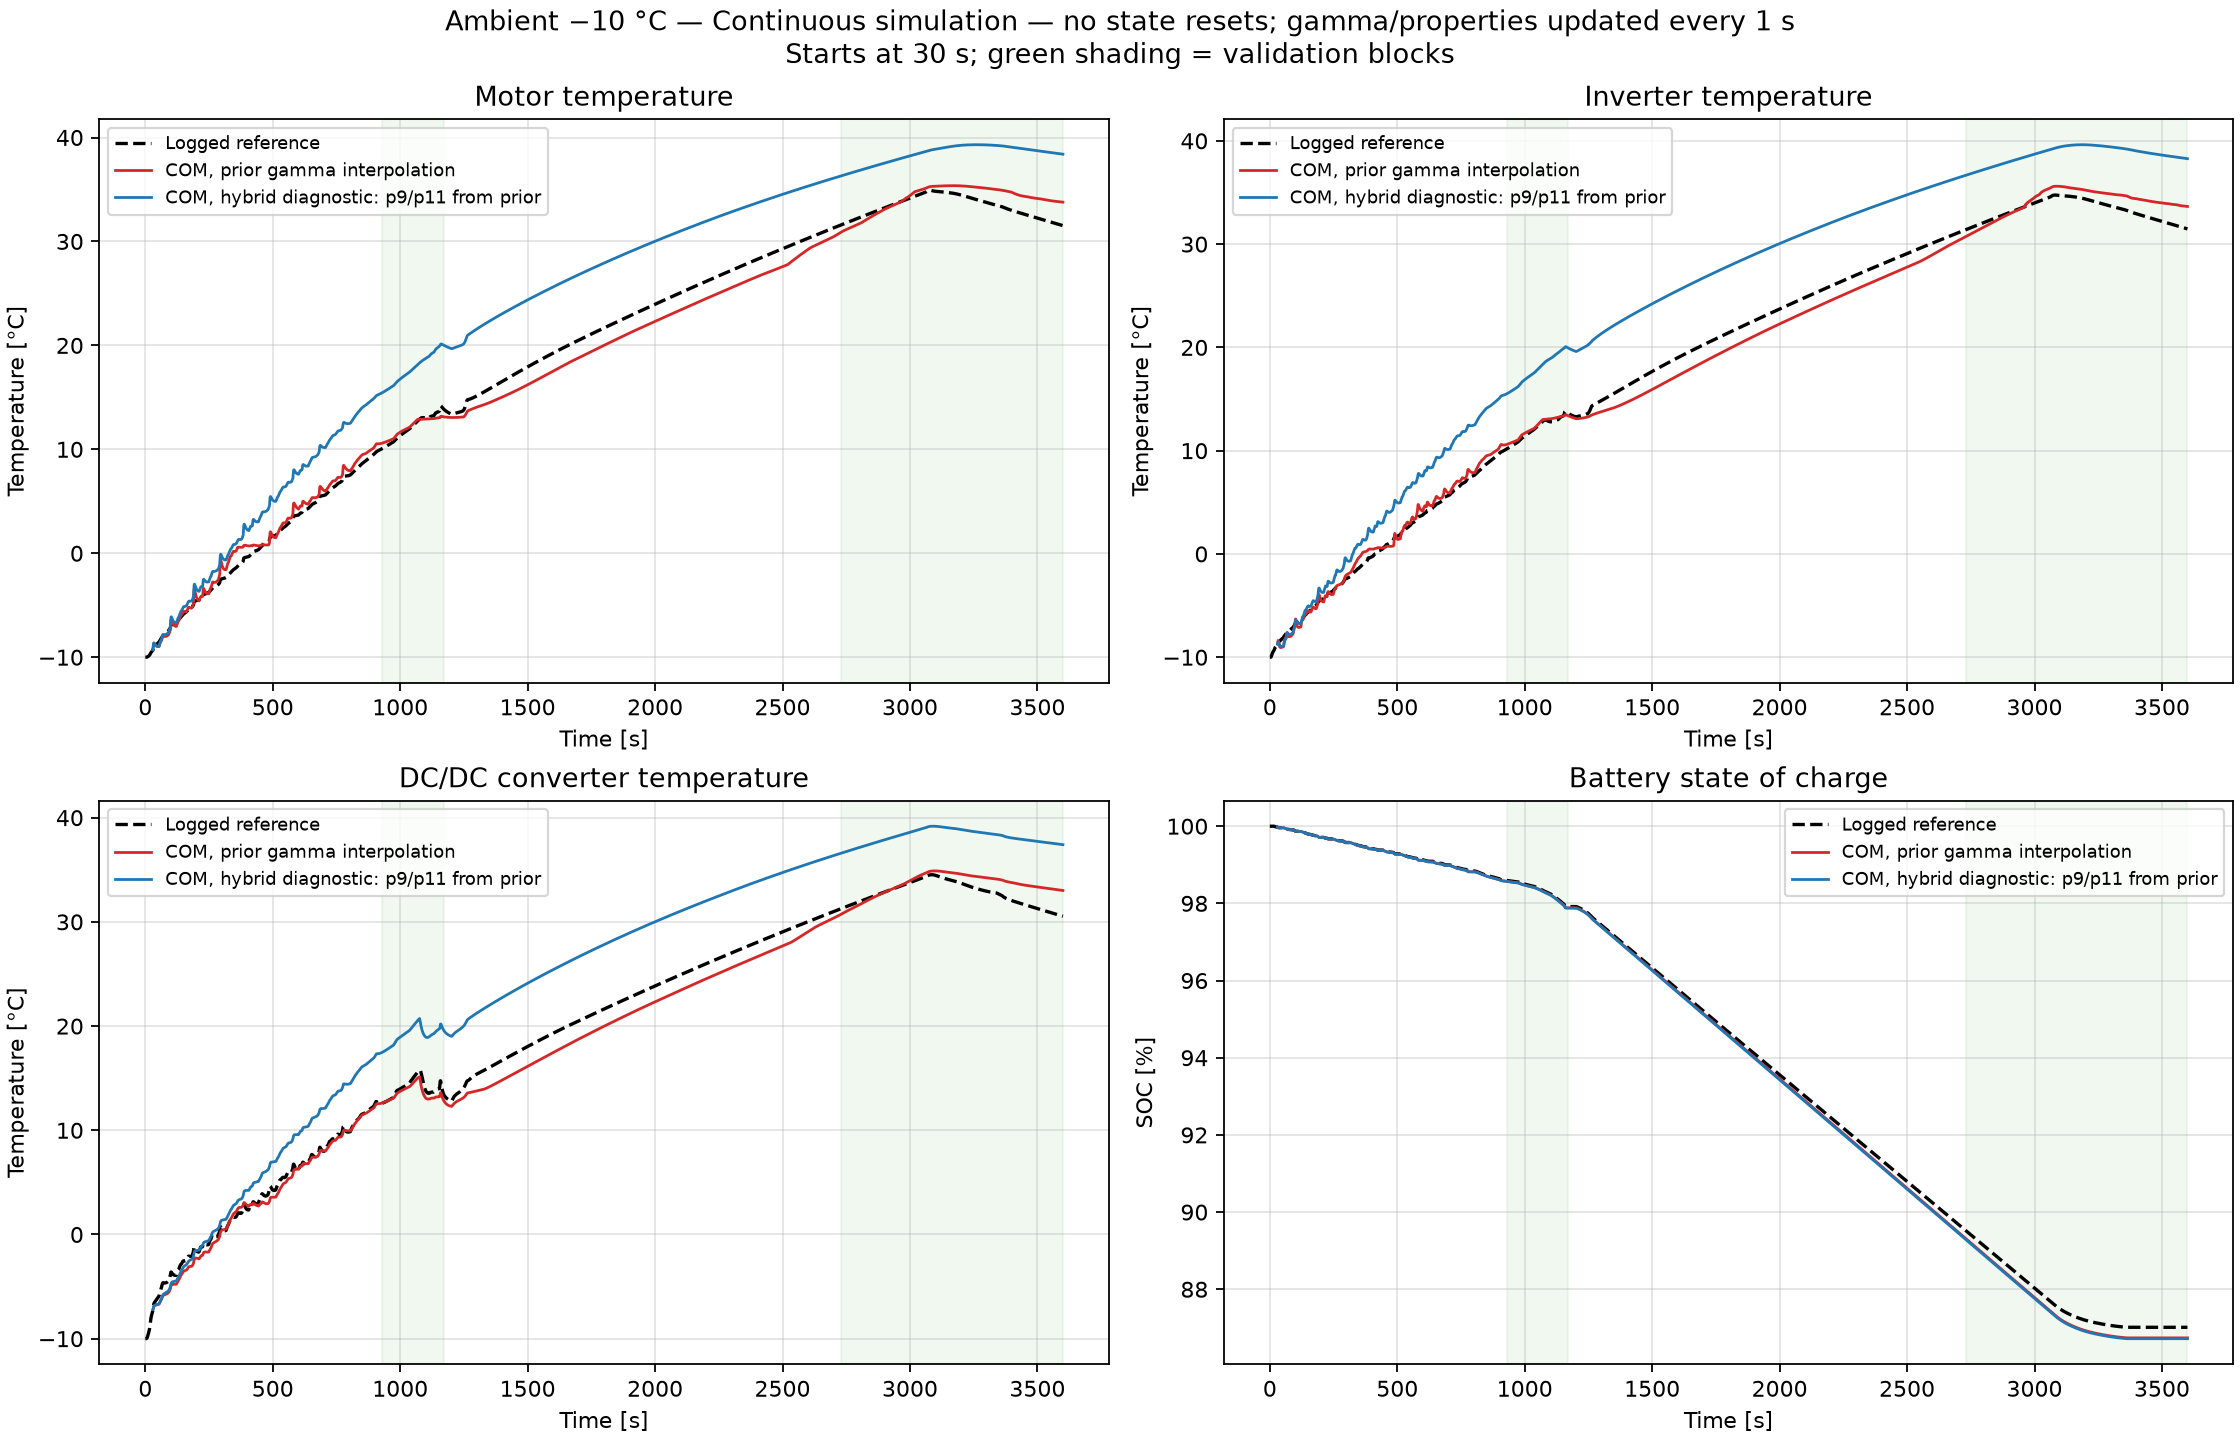 Ambient −10 °C — Continuous simulation — no state resets; gamma/properties updated every 1 s
Starts at 30 s; green shading = validation blocks
Motor temperature
Logged reference
COM, prior gamma interpolation
COM, hybrid diagnostic: p9/p11 from prior
40
30
20
10
0
−10
Temperature [°C]
0 500 1000 1500 2000 2500 3000 3500
Time [s]
Inverter temperature
Logged reference
COM, prior gamma interpolation
COM, hybrid diagnostic: p9/p11 from prior
40
30
20
10
0
−10
Temperature [°C]
0 500 1000 1500 2000 2500 3000 3500
Time [s]
DC/DC converter temperature
Logged reference
COM, prior gamma interpolation
COM, hybrid diagnostic: p9/p11 from prior
40
30
20
10
0
−10
Temperature [°C]
0 500 1000 1500 2000 2500 3000 3500
Time [s]
Battery state of charge
Logged reference
COM, prior gamma interpolation
COM, hybrid diagnostic: p9/p11 from prior
100
98
96
94
92
90
88
SOC [%]
0 500 1000 1500 2000 2500 3000 3500
Time [s]